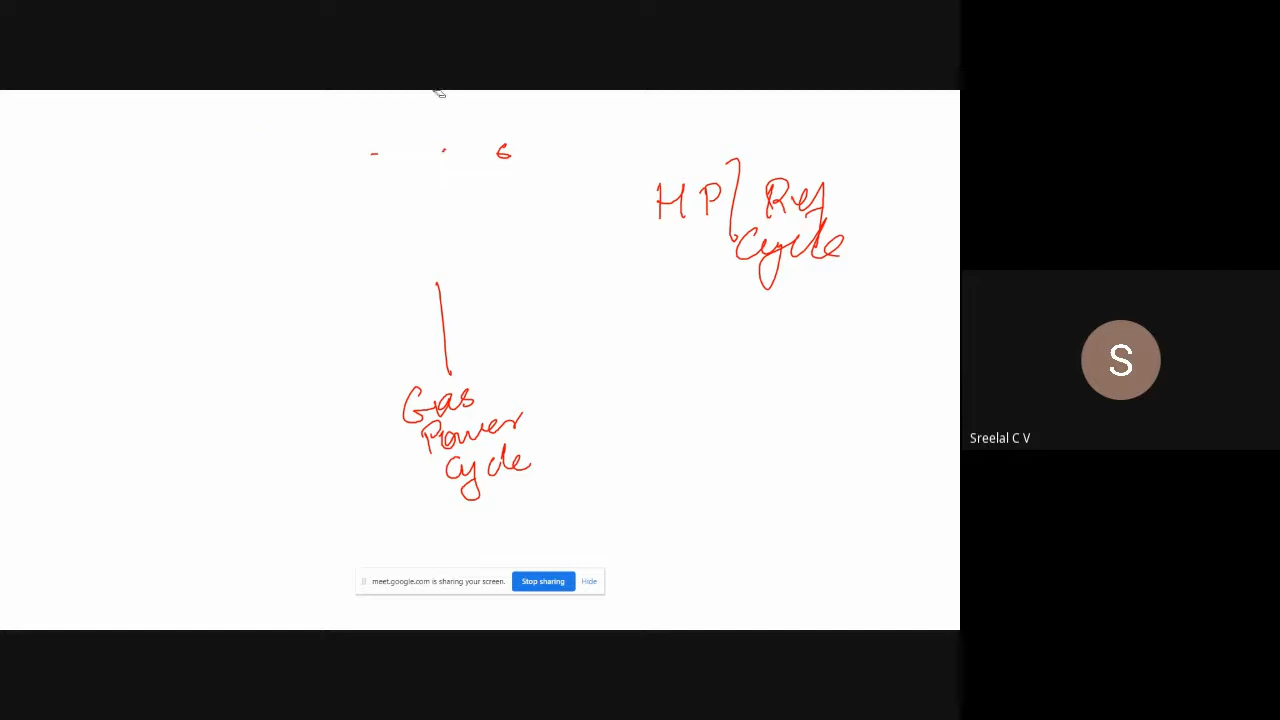 HP/ Ref
Cycle
Gas
Power
Cycle
meet.google.com is sharing your screen. Stop sharing Hide
S
Sreelal C V